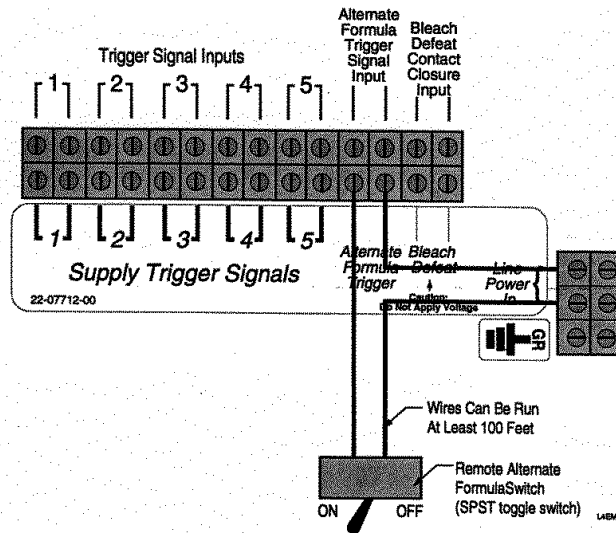 Alternate
Formula
Trigger
Signal
Input
Bleach
Defeat
Contact
Closure
Input
Trigger Signal Inputs
1 2 3 4 5
1 2 3 4 5
Supply Trigger Signals
22-07712-00
Alternate
Formula
Trigger
Bleach
Defeat
Caution:
Do Not Apply Voltage
Line
Power
In
GR
Wires Can Be Run
At Least 100 Feet
Remote Alternate
FormulaSwitch
(SPST toggle switch)
ON OFF